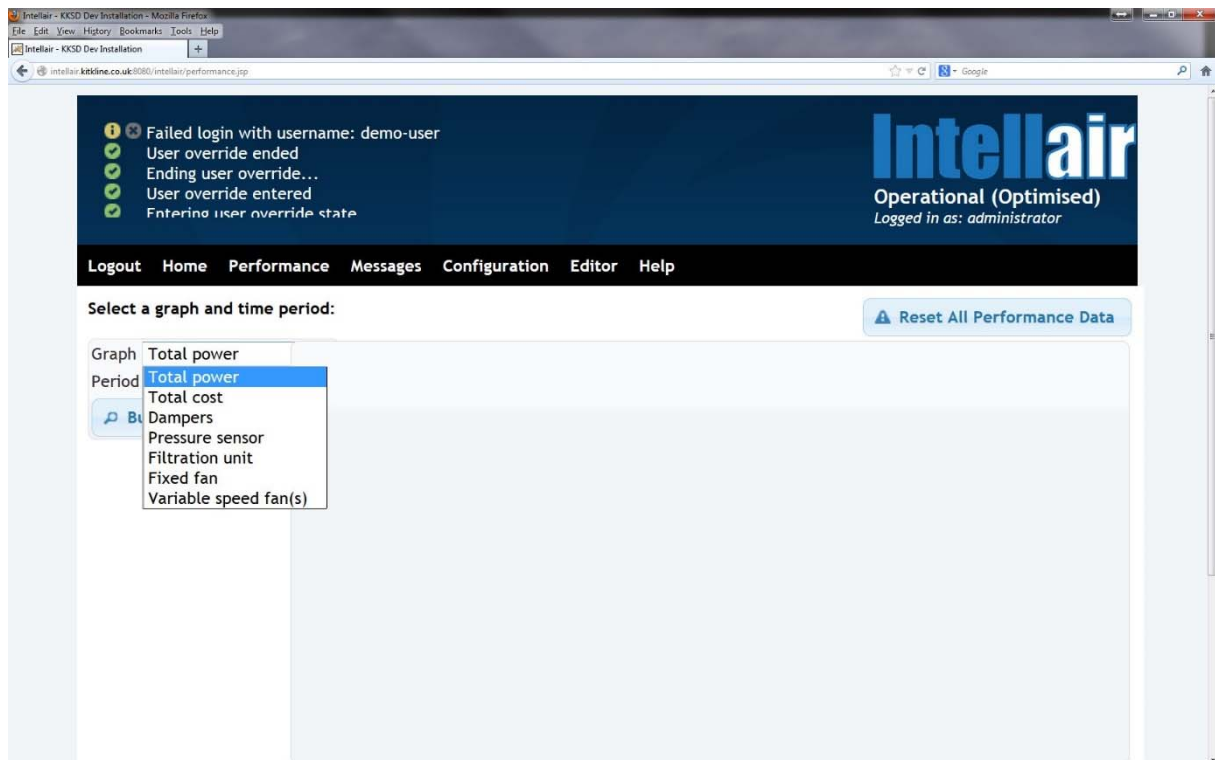 Intellair - KKSD Dev Installation - Mozilla Firefox
File Edit View History Bookmarks Tools Help
Intellair - KKSD Dev Installation
intellair.kitkline.co.uk:8080/intellair/performance.jsp
Google
Failed login with username: demo-user
User override ended
Ending user override...
User override entered
Entering user override state
Intellair
Operational (Optimised)
Logged in as: administrator
Logout Home Performance Messages Configuration Editor Help
Select a graph and time period:
Reset All Performance Data
Graph Total power
Period Total power
Total cost
Bu Dampers
Pressure sensor
Filtration unit
Fixed fan
Variable speed fan(s)